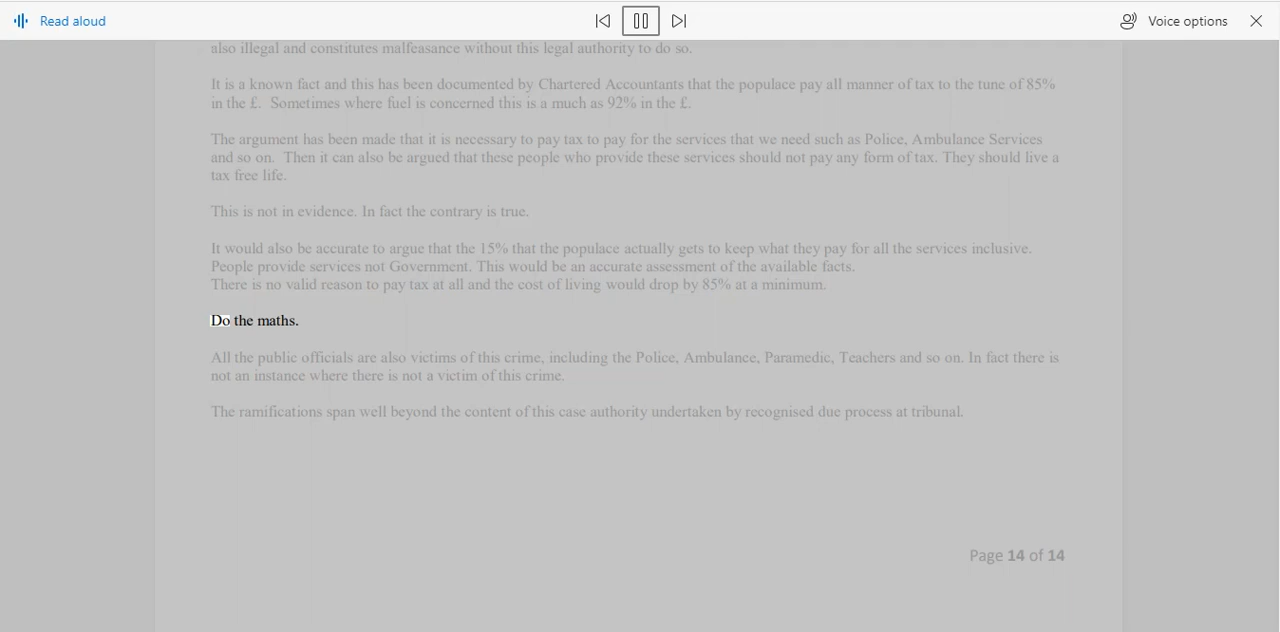 Read aloud
Voice options
also illegal and constitutes malfeasance without this legal authority to do so.
It is a known fact and this has been documented by Chartered Accountants that the populace pay all manner of tax to the tune of 85%
in the £.  Sometimes where fuel is concerned this is a much as 92% in the £.
The argument has been made that it is necessary to pay tax to pay for the services that we need such as Police, Ambulance Services
and so on.  Then it can also be argued that these people who provide these services should not pay any form of tax. They should live a
tax free life.
This is not in evidence. In fact the contrary is true.
It would also be accurate to argue that the 15% that the populace actually gets to keep what they pay for all the services inclusive.
People provide services not Government. This would be an accurate assessment of the available facts.
There is no valid reason to pay tax at all and the cost of living would drop by 85% at a minimum.
Do the maths.
All the public officials are also victims of this crime, including the Police, Ambulance, Paramedic, Teachers and so on. In fact there is
not an instance where there is not a victim of this crime.
The ramifications span well beyond the content of this case authority undertaken by recognised due process at tribunal.
Page 14 of 14